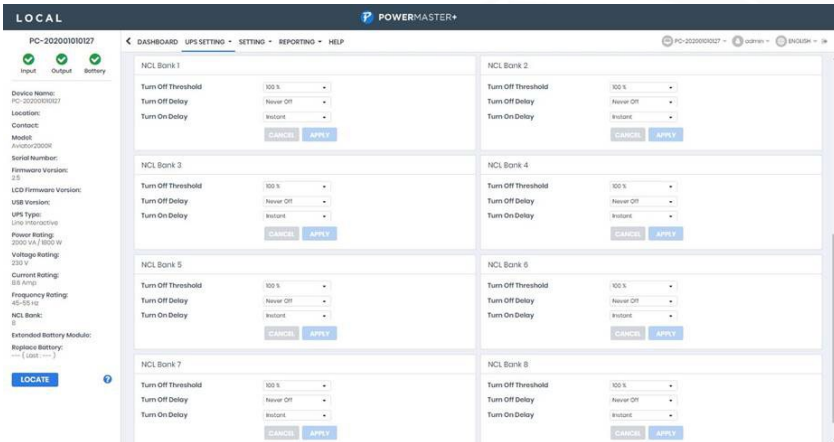 LOCAL
POWERMASTER+
PC-202001010127
DASHBOARD UPS SETTING SETTING REPORTING HELP
PC-202001010127 admin ENGLISH
Input Output Battery
Device Name:
PC-202001010127
Location:
Contact:
Model:
Aviator2000R
Serial Number:
Firmware Version:
2.5
LCD Firmware Version:
USB Version:
UPS Type:
Line Interactive
Power Rating:
2000 VA / 1800 W
Voltage Rating:
230 V
Current Rating:
8.6 Amp
Frequency Rating:
45-65 Hz
NCL Bank:
8
Extended Battery Module:
Replace Battery:
--- ( Last : --- )
LOCATE ?
NCL Bank 1
Turn Off Threshold 100 %
Turn Off Delay Never Off
Turn On Delay Instant
CANCEL APPLY
NCL Bank 2
Turn Off Threshold 100 %
Turn Off Delay Never Off
Turn On Delay Instant
CANCEL APPLY
NCL Bank 3
Turn Off Threshold 100 %
Turn Off Delay Never Off
Turn On Delay Instant
CANCEL APPLY
NCL Bank 4
Turn Off Threshold 100 %
Turn Off Delay Never Off
Turn On Delay Instant
CANCEL APPLY
NCL Bank 5
Turn Off Threshold 100 %
Turn Off Delay Never Off
Turn On Delay Instant
CANCEL APPLY
NCL Bank 6
Turn Off Threshold 100 %
Turn Off Delay Never Off
Turn On Delay Instant
CANCEL APPLY
NCL Bank 7
Turn Off Threshold 100 %
Turn Off Delay Never Off
Turn On Delay Instant
CANCEL APPLY
NCL Bank 8
Turn Off Threshold 100 %
Turn Off Delay Never Off
Turn On Delay Instant
CANCEL APPLY